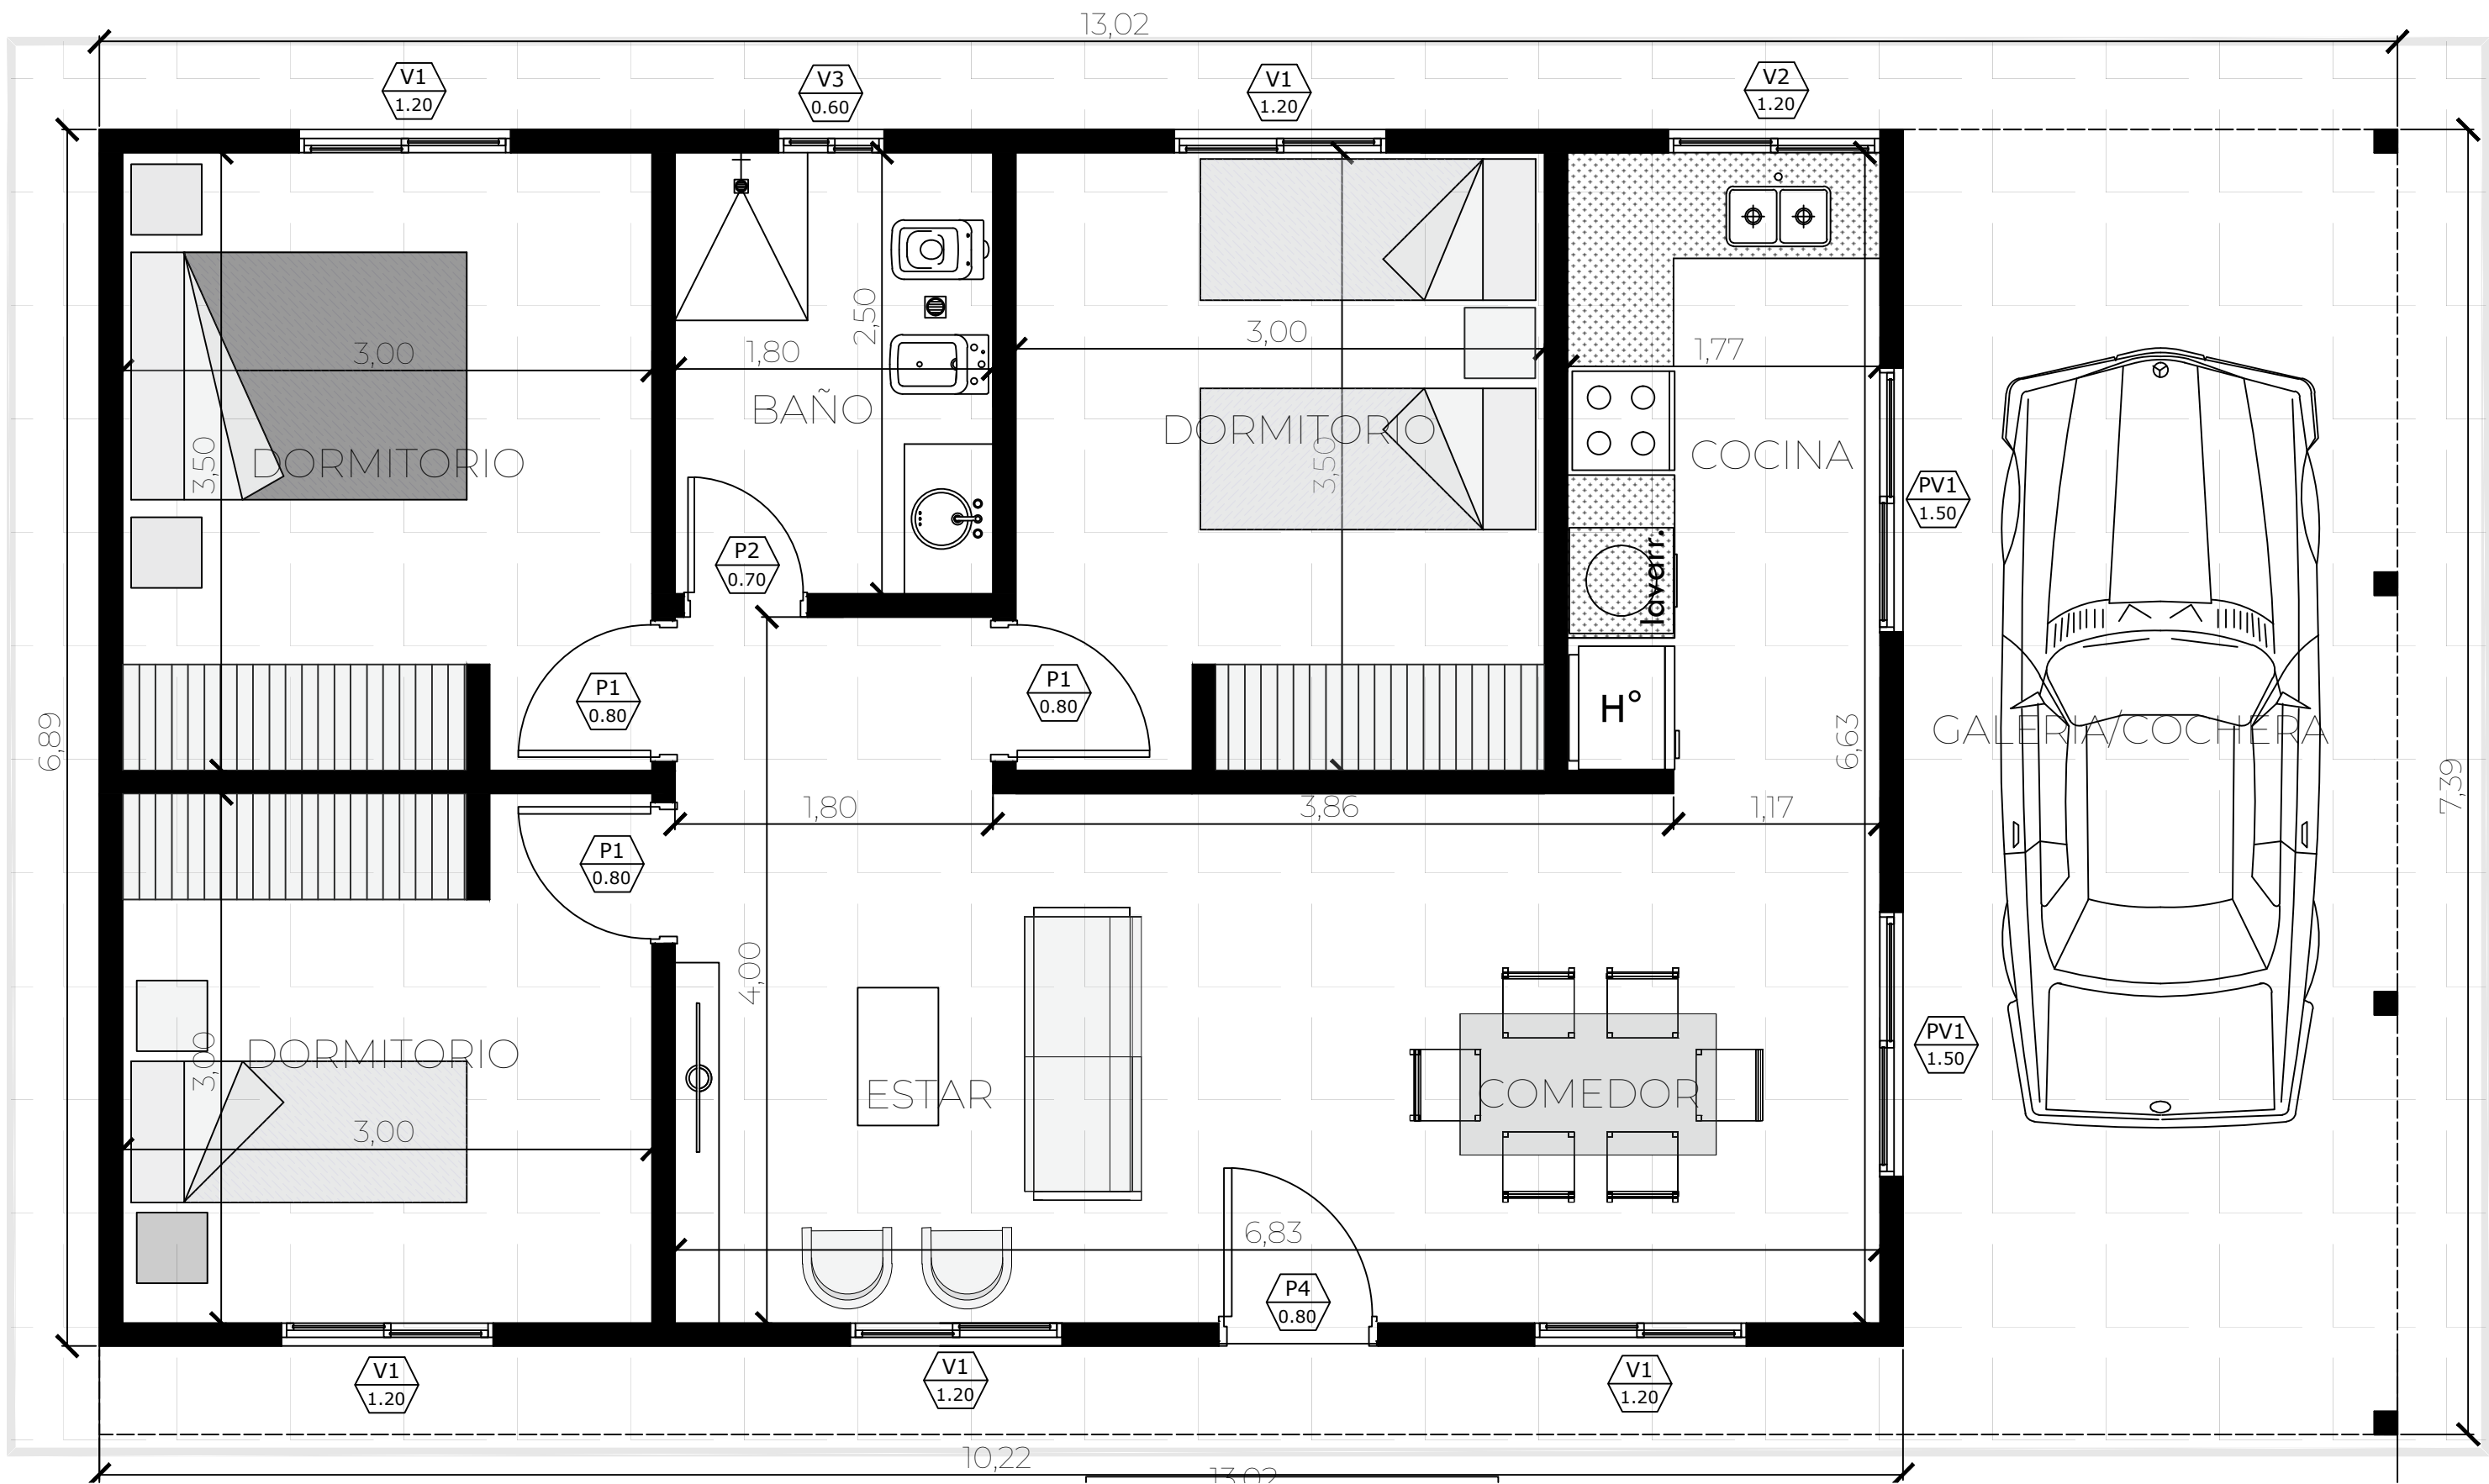 13,02
V1
1.20
V3
0.60
V1
1.20
V2
1.20
3,00
1,80
2,50
3,00
1,77
BAÑO
DORMITORIO
3,50
DORMITORIO
3,50
COCINA
PV1
1.50
P2
0.70
lavarr.
P1
0.80
P1
0.80
H°
6,89
6,63
GALERIA/COCHERA
7,39
1,80
3,86
1,17
P1
0.80
4,00
PV1
1.50
3,00
DORMITORIO
ESTAR
COMEDOR
3,00
6,83
P4
0.80
V1
1.20
V1
1.20
V1
1.20
10,22
13,02